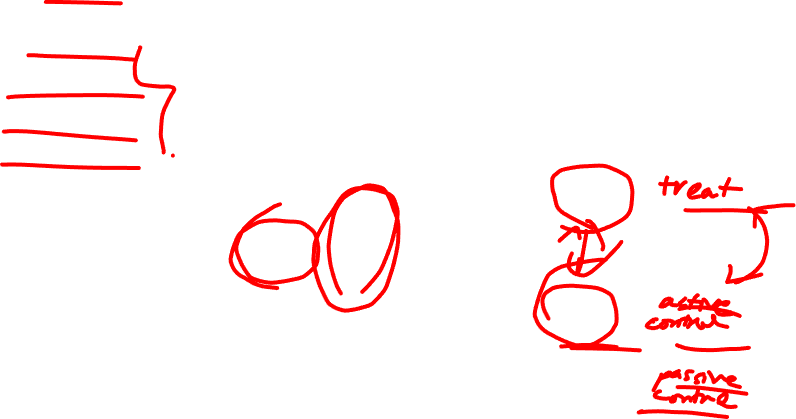 treat
active
control
passive
control